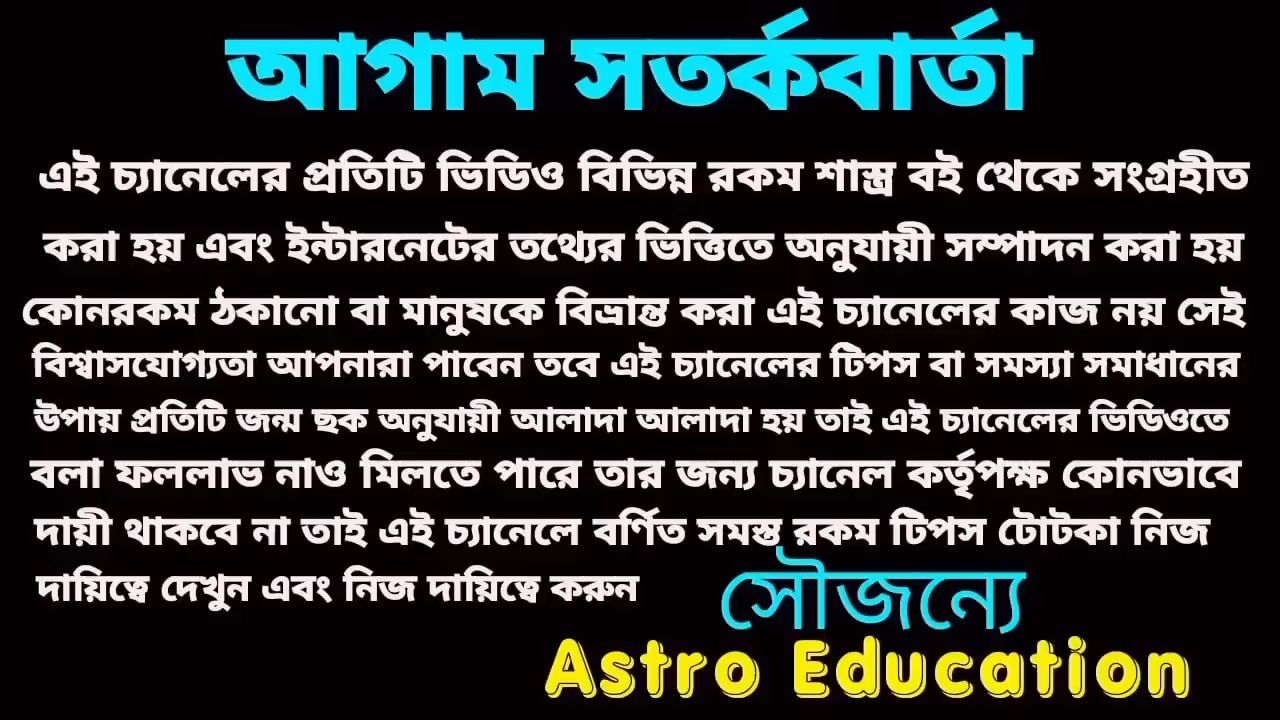 আগাম সতর্কবার্তা
এই চ্যানেলের প্রতিটি ভিডিও বিভিন্ন রকম শাস্ত্র বই থেকে সংগ্রহীত
করা হয় এবং ইন্টারনেটের তথ্যের ভিত্তিতে অনুযায়ী সম্পাদন করা হয়
কোনরকম ঠকানো বা মানুষকে বিভ্রান্ত করা এই চ্যানেলের কাজ নয় সেই
বিশ্বাসযোগ্যতা আপনারা পাবেন তবে এই চ্যানেলের টিপস বা সমস্যা সমাধানের
উপায় প্রতিটি জন্ম ছক অনুযায়ী আলাদা আলাদা হয় তাই এই চ্যানেলের ভিডিওতে
বলা ফললাভ নাও মিলতে পারে তার জন্য চ্যানেল কর্তৃপক্ষ কোনভাবে
দায়ী থাকবে না তাই এই চ্যানেলে বর্ণিত সমস্ত রকম টিপস টোটকা নিজ
দায়িত্বে দেখুন এবং নিজ দায়িত্বে করুন
সৌজন্যে
Astro Education